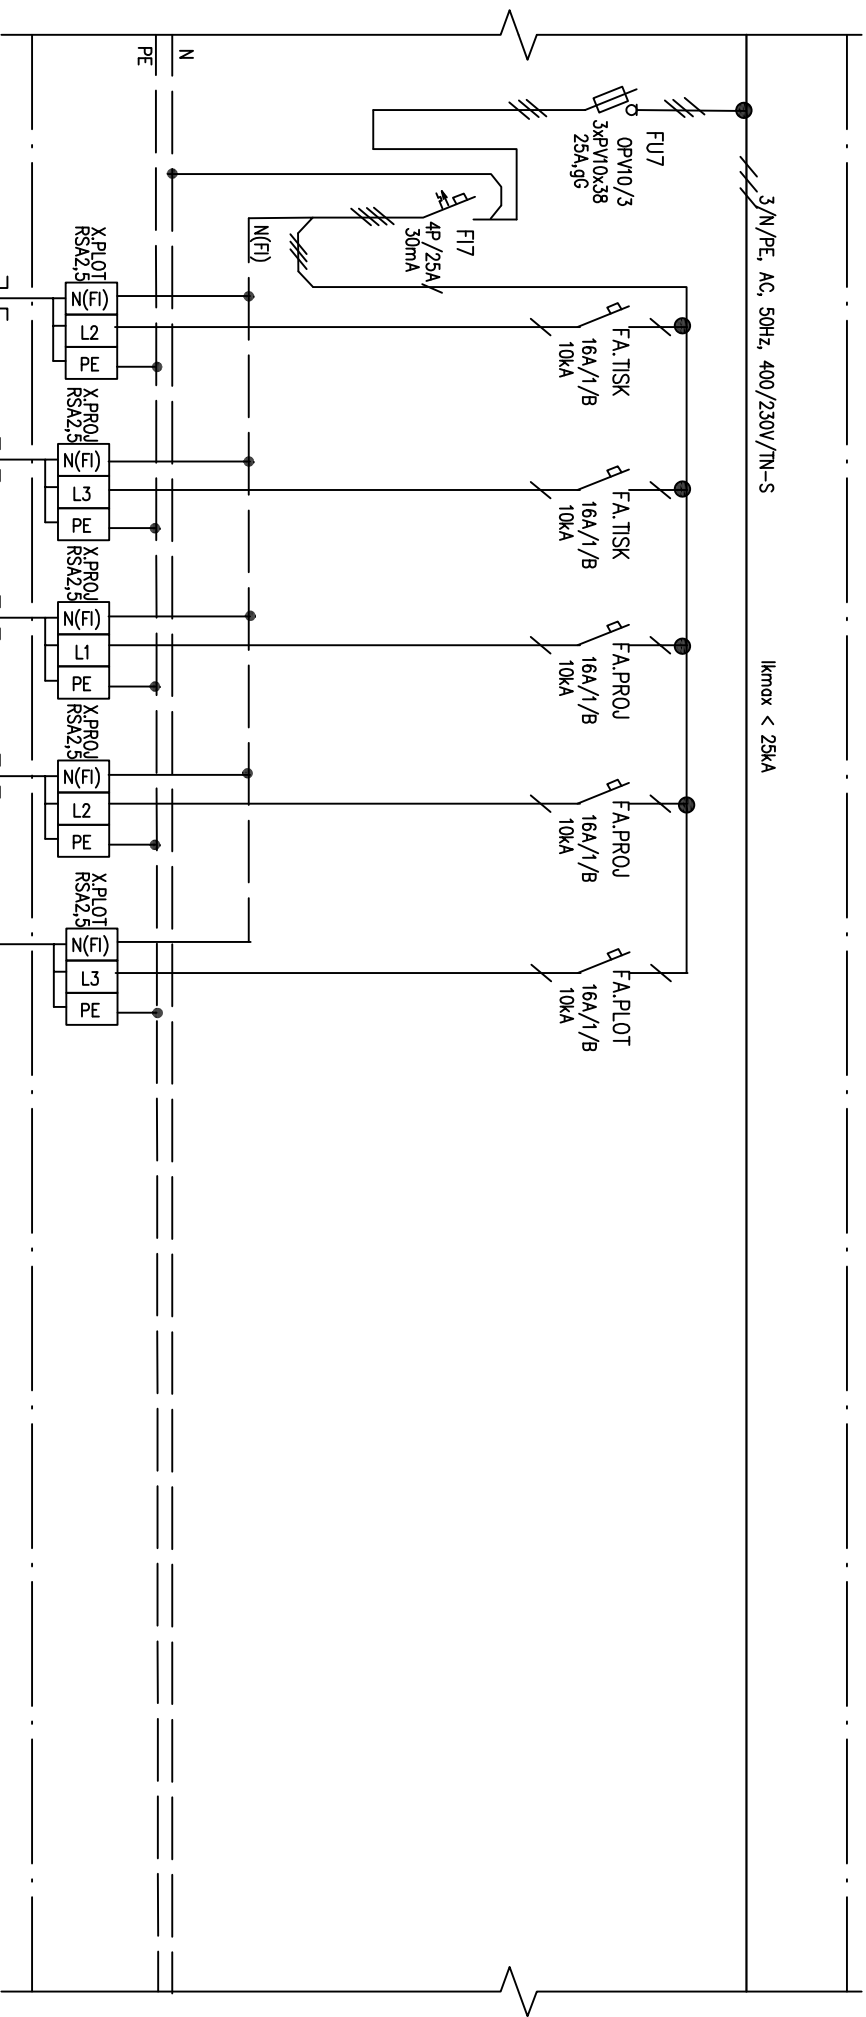 3/N/PE, AC, 50Hz, 400/230V/TN-S
Ikmax < 25kA
FU7
OPV10/3
3xPV10x38
25A,gG
FI7
4P/25A
30mA
FA.TISK
16A/1/B
10kA
FA.TISK
16A/1/B
10kA
FA.PROJ
16A/1/B
10kA
FA.PROJ
16A/1/B
10kA
FA.PLOT
16A/1/B
10kA
N(FI)
N
PE
X.PLOT
RSA2,5
N(FI)
L2
PE
X.PROJ
RSA2,5
N(FI)
L3
PE
X.PROJ
RSA2,5
N(FI)
L1
PE
X.PROJ
RSA2,5
N(FI)
L2
PE
X.PLOT
RSA2,5
N(FI)
L3
PE